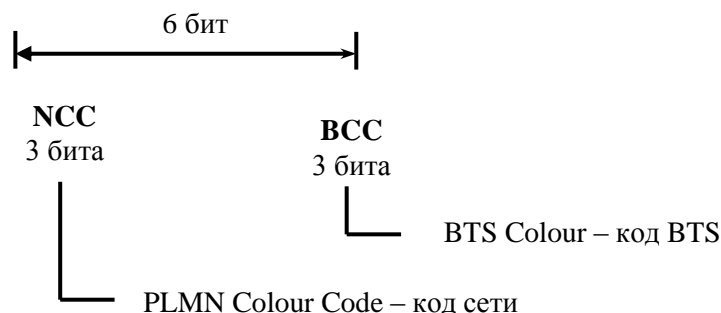 6 бит
NCC
3 бита
BCC
3 бита
BTS Colour – код BTS
PLMN Colour Code – код сети